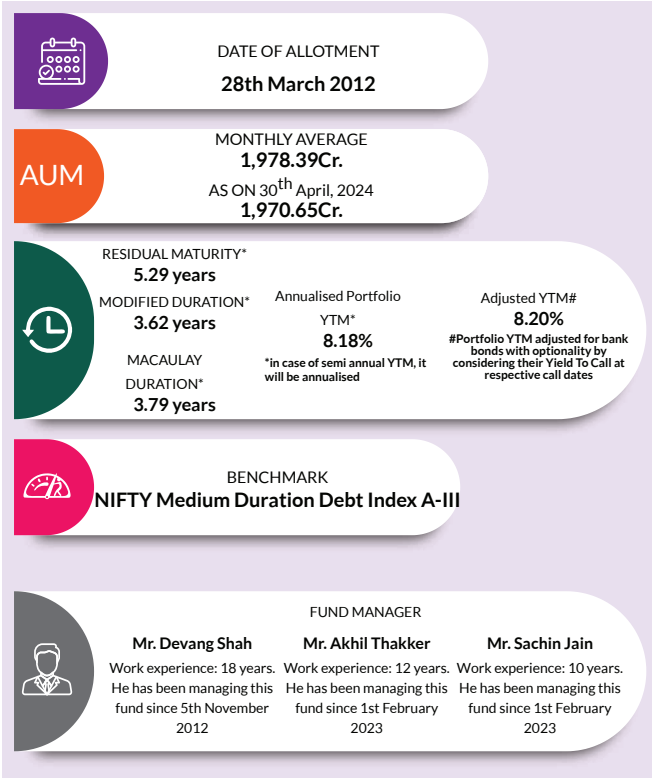 DATE OF ALLOTMENT
28th March 2012
AUM
MONTHLY AVERAGE
1,978.39Cr.
AS ON 30th April, 2024
1,970.65Cr.
RESIDUAL MATURITY*
5.29 years
MODIFIED DURATION*
3.62 years
MACAULAY
DURATION*
3.79 years
Annualised Portfolio
YTM*
8.18%
*in case of semi annual YTM, it
will be annualised
Adjusted YTM#
8.20%
#Portfolio YTM adjusted for bank
bonds with optionality by
considering their Yield To Call at
respective call dates
BENCHMARK
NIFTY Medium Duration Debt Index A-III
FUND MANAGER
Mr. Devang Shah
Work experience: 18 years.
He has been managing this
fund since 5th November
2012
Mr. Akhil Thakker
Work experience: 12 years.
He has been managing this
fund since 1st February
2023
Mr. Sachin Jain
Work experience: 10 years.
He has been managing this
fund since 1st February
2023